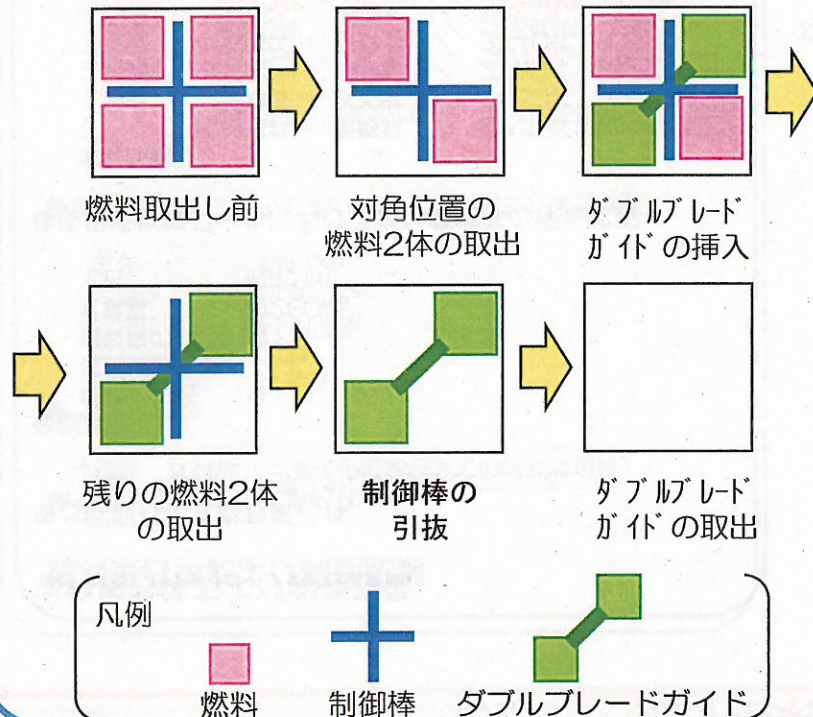 燃料取出し前
対角位置の
燃料2体の取出
ダブルブレード
ガイドの挿入
残りの燃料2体
の取出
制御棒の
引抜
ダブルブレード
ガイドの取出
凡例
燃料
制御棒
ダブルブレードガイド